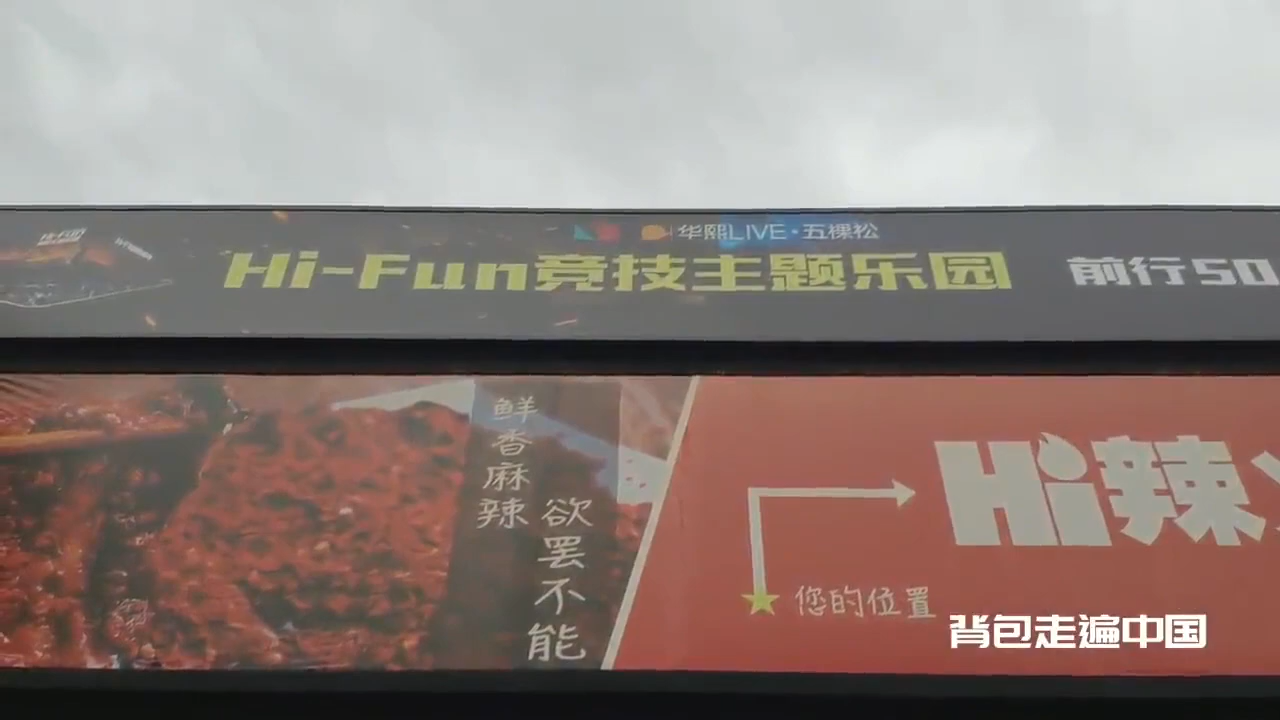 华熙LIVE·五棵松
Hi-Fun竞技主题乐园
前行50
鲜香麻辣
欲罢不能
Hi辣
您的位置
背包走遍中国